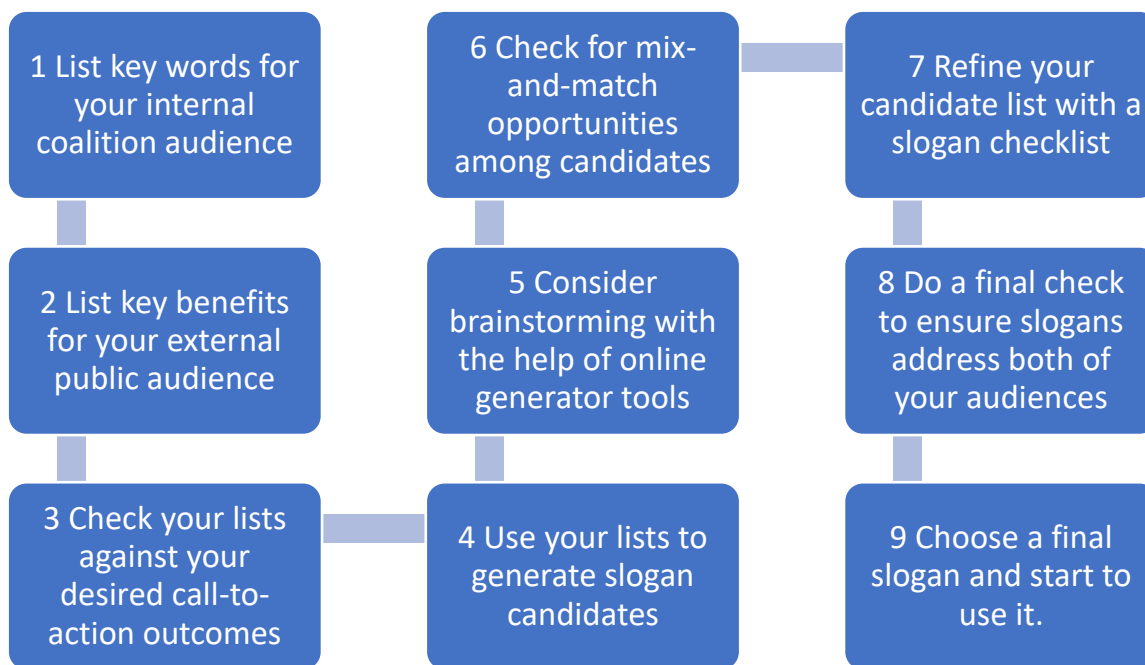 1 List key words for
your internal
coalition audience
2 List key benefits
for your external
public audience
3 Check your lists
against your
desired call-to-
action outcomes
4 Use your lists to
generate slogan
candidates
5 Consider
brainstorming with
the help of online
generator tools
6 Check for mix-
and-match
opportunities
among candidates
7 Refine your
candidate list with a
slogan checklist
8 Do a final check
to ensure slogans
address both of
your audiences
9 Choose a final
slogan and start to
use it.